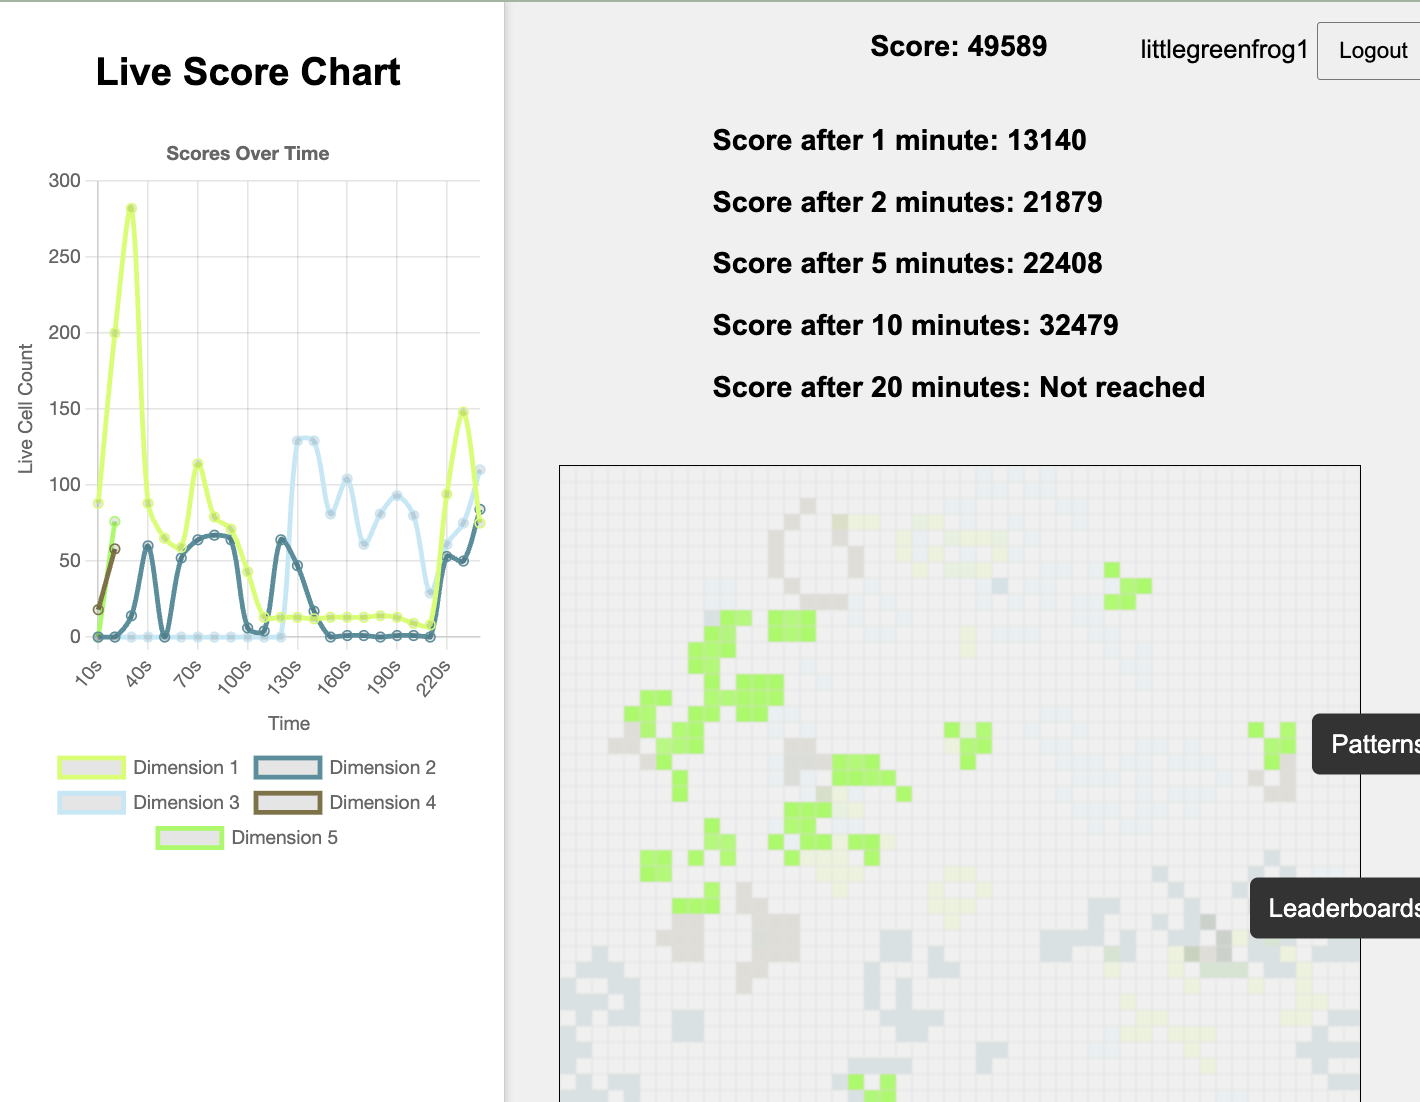 Live Score Chart
Scores Over Time
300
250
200
150
100
50
0
Live Cell Count
10s
40s
70s
100s
130s
160s
190s
220s
Time
Dimension 1
Dimension 2
Dimension 3
Dimension 4
Dimension 5
Score: 49589
littlegreenfrog1
Logout
Score after 1 minute: 13140
Score after 2 minutes: 21879
Score after 5 minutes: 22408
Score after 10 minutes: 32479
Score after 20 minutes: Not reached
Patterns
Leaderboards